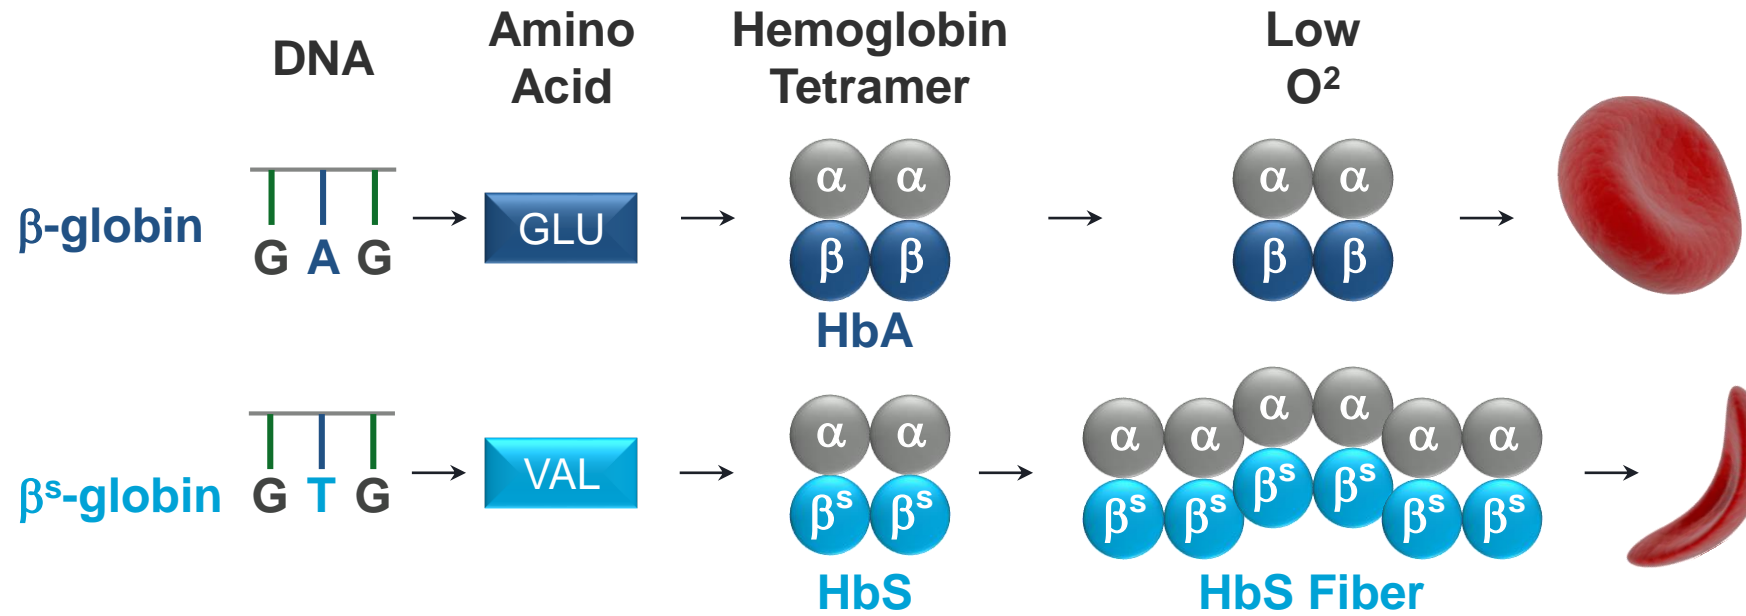 DNA
Amino
Acid
Hemoglobin
Tetramer
Low
O²
β-globin
G A G
GLU
α α
β β
HbA
α α
β β
βˢ-globin
G T G
VAL
α α
βˢ βˢ
HbS
α α α α α α
βˢ βˢ βˢ βˢ βˢ βˢ
HbS Fiber